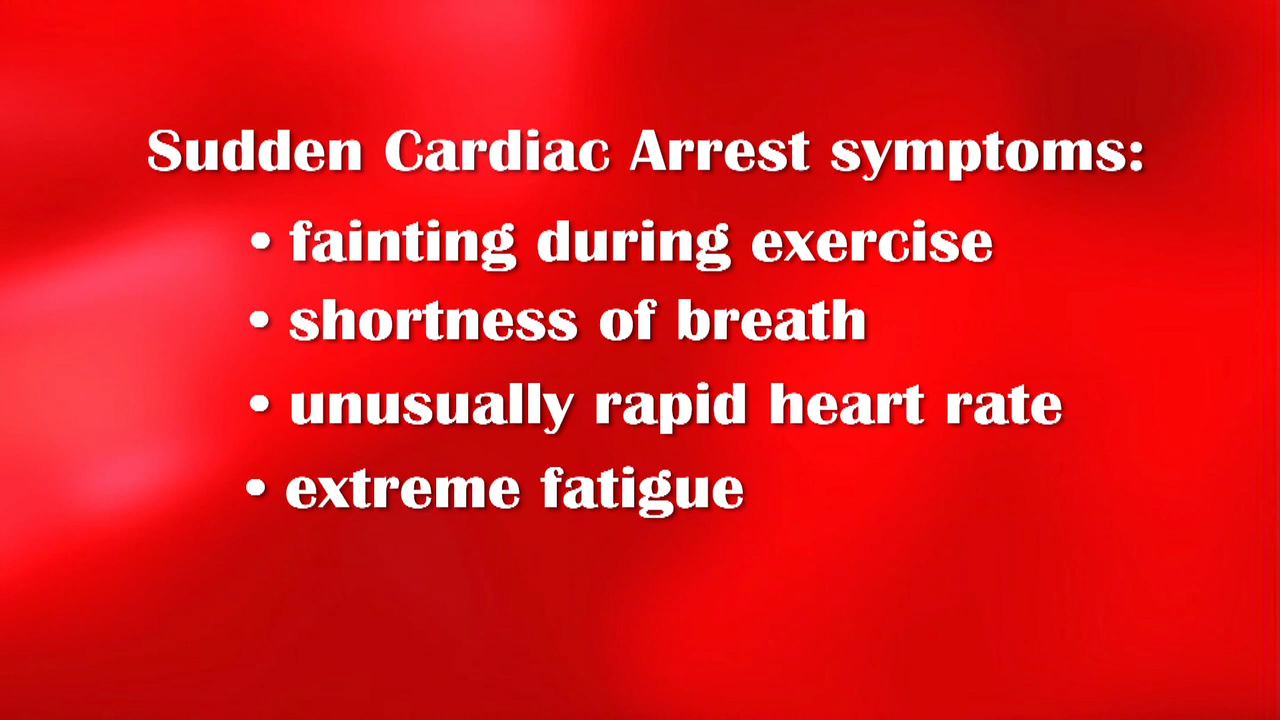 Sudden Cardiac Arrest symptoms:
• fainting during exercise
• shortness of breath
• unusually rapid heart rate
• extreme fatigue